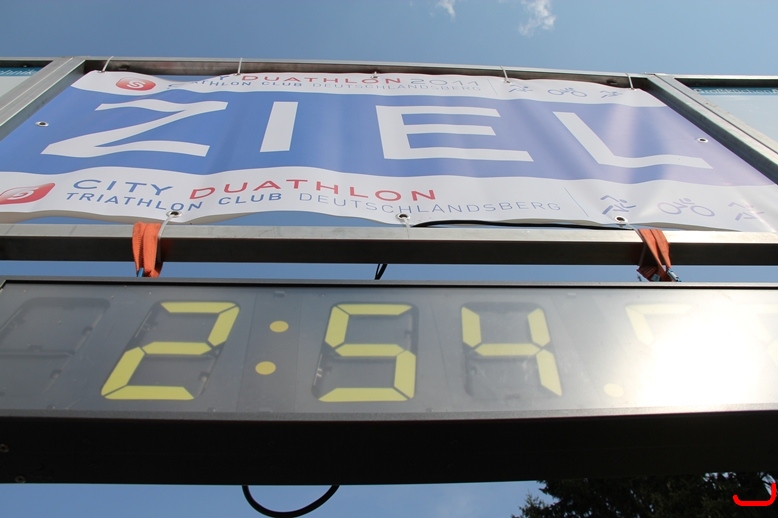 CITY DUATHLON 2011
TRIATHLON CLUB DEUTSCHLANDSBERG
ZIEL
CITY DUATHLON
TRIATHLON CLUB DEUTSCHLANDSBERG
2:54